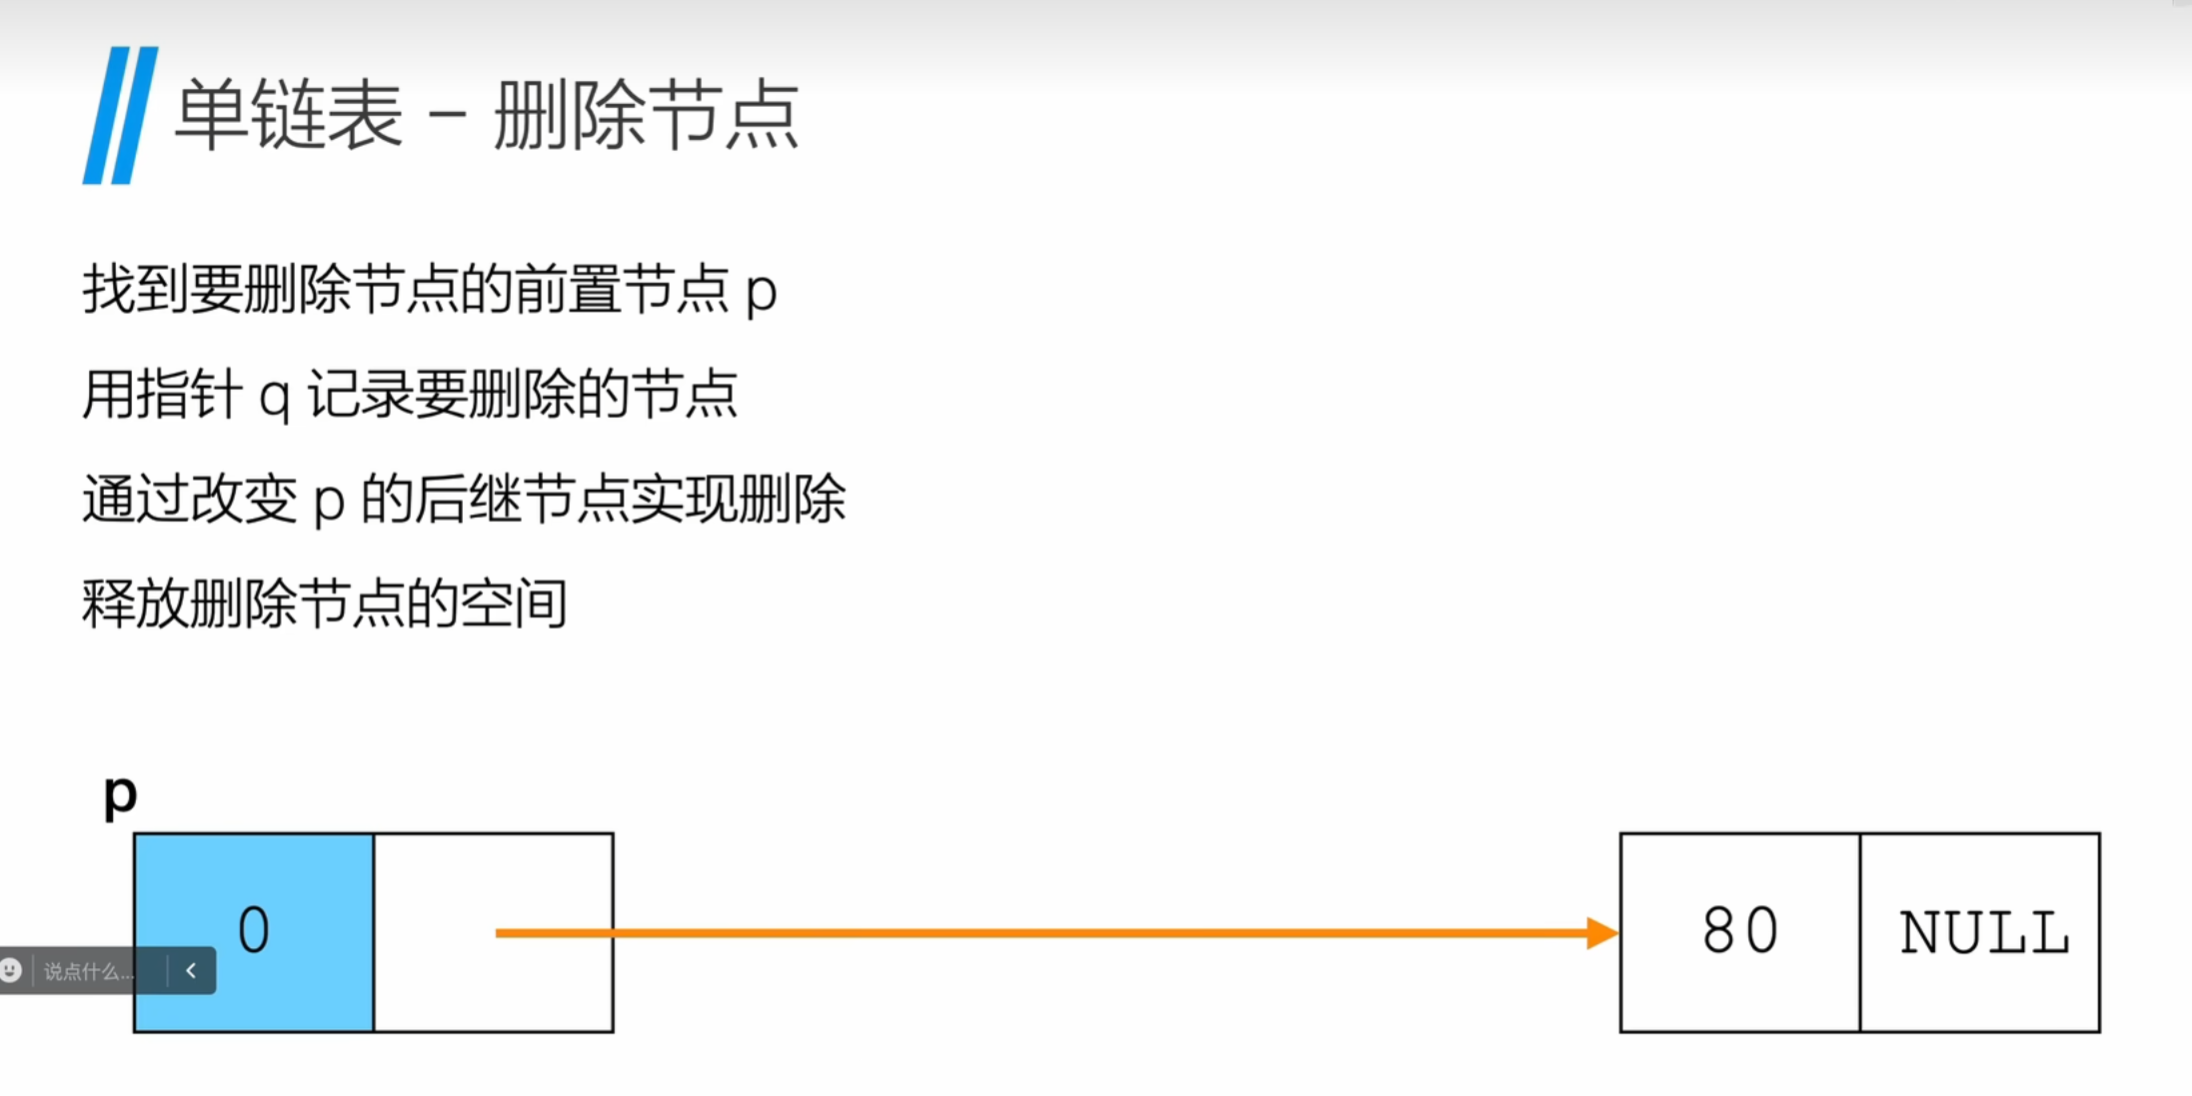 单链表 – 删除节点
找到要删除节点的前置节点 p
用指针 q 记录要删除的节点
通过改变 p 的后继节点实现删除
释放删除节点的空间
p
0
80 NULL
说点什么...